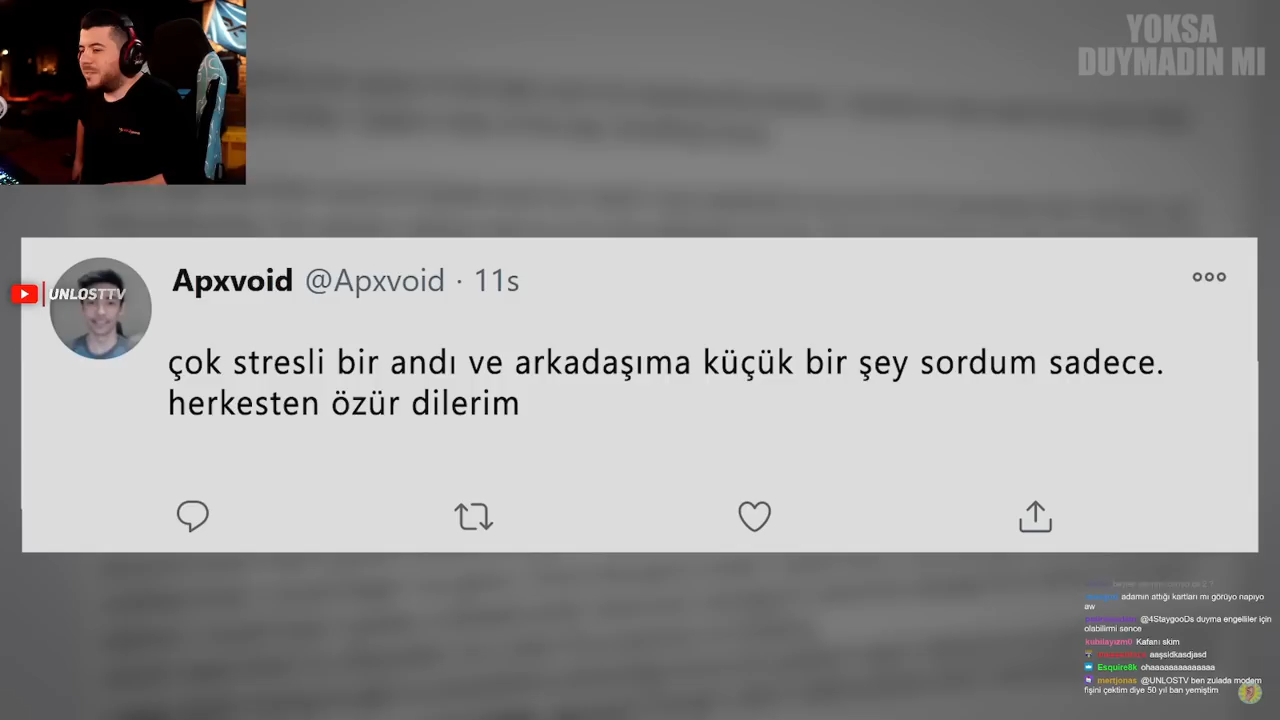 YOKSA
DUYMADIN MI
Apxvoid @Apxvoid · 11s
UNLOSTTV
çok stresli bir andı ve arkadaşıma küçük bir şey sordum sadece.
herkesten özür dilerim
adamın attığı kartları mı görüyo napıyo
aw
@4StaygooDs duyma engelliler için
olabilirmi sence
kubilayizm0 Kafanı skim
aaşsidkasdjasd
Esquire8k ohaaaaaaaaaaaaa
mertjonas @UNLOSTV ben zulada modem
fişini çektim diye 50 yıl ban yemiştim